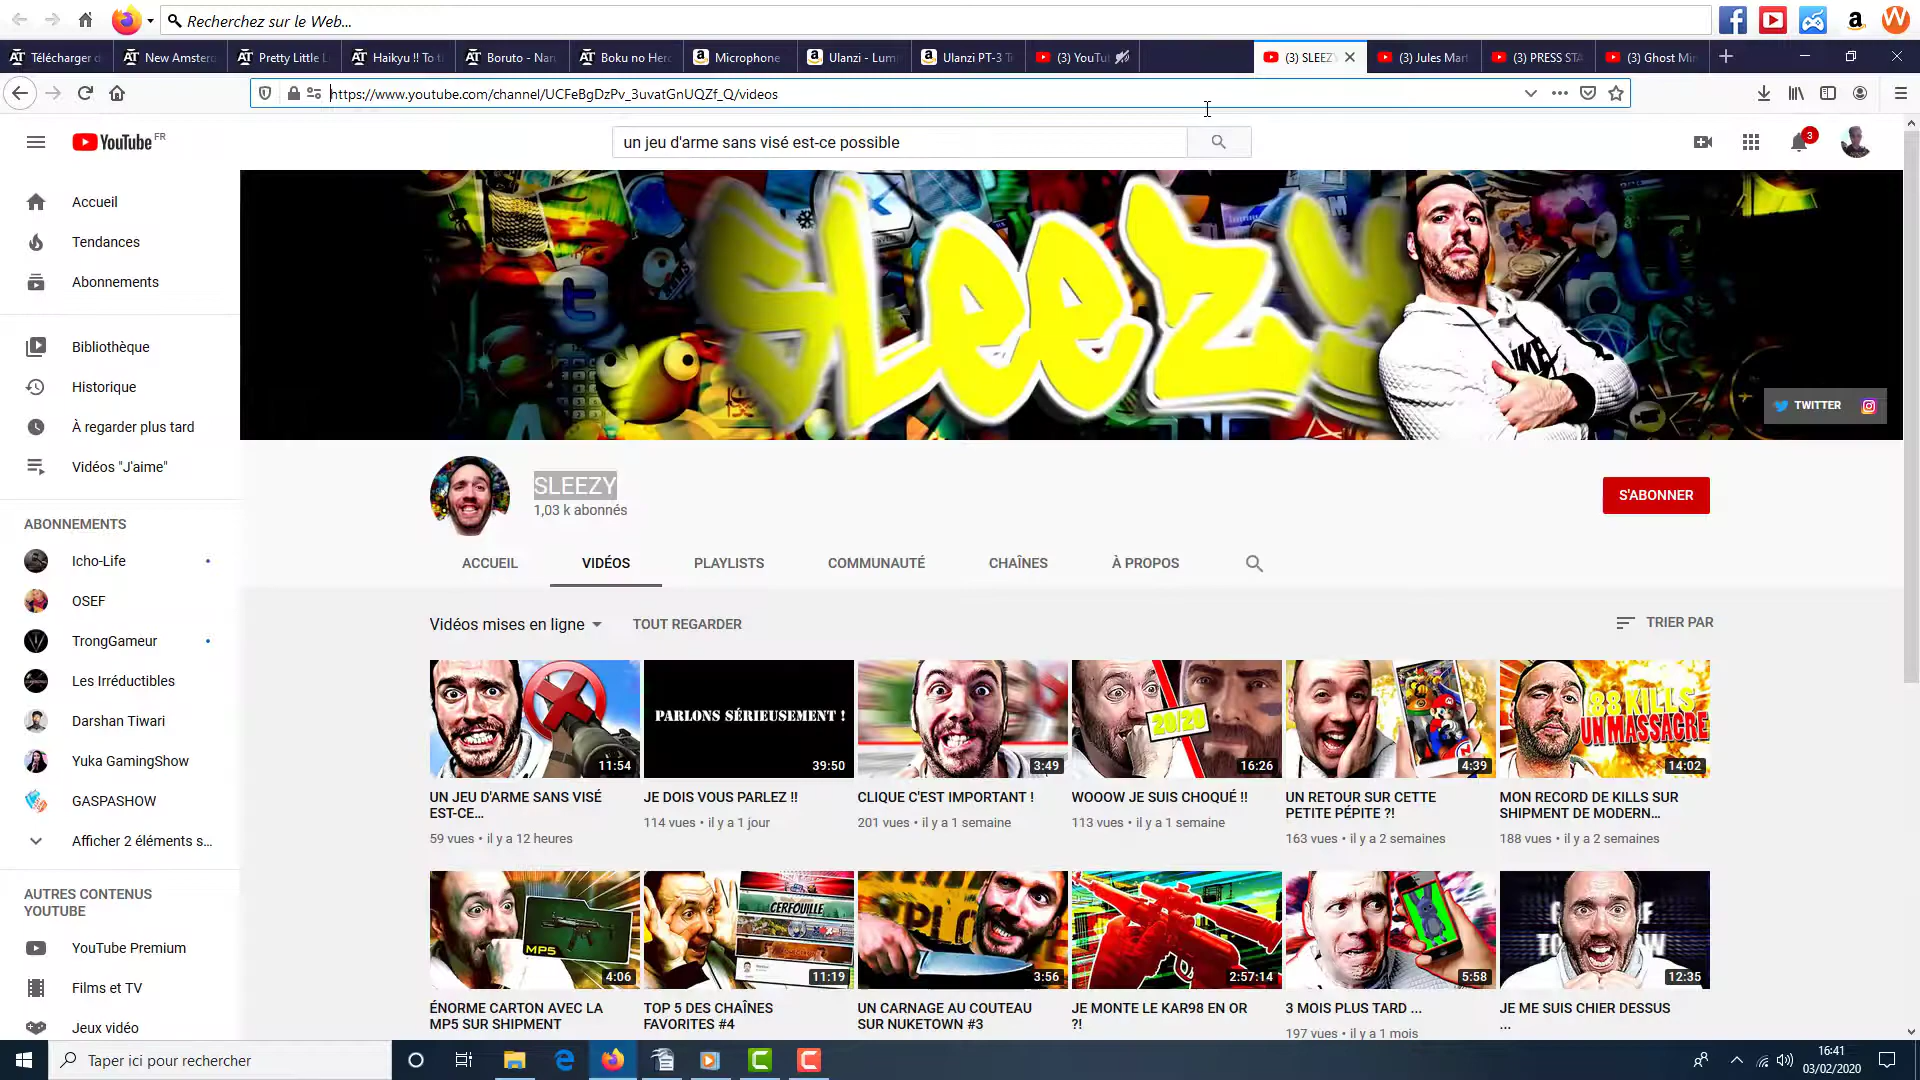 Recherchez sur le Web...
Télécharger d
New Amster
Pretty Little L
Haikyu !! To t
Boruto - Nar
Boku no Her
Microphone
Ulanzi - Lum
Ulanzi PT-3 T
(3) YouTu
(3) SLEEZ
(3) Jules Mar
(3) PRESS STA
(3) Ghost Mi
https://www.youtube.com/channel/UCFeBgDzPv_3uvatGnUQZf_Q/videos
YouTube FR
un jeu d'arme sans visé est-ce possible
3
Accueil
Tendances
Abonnements
Bibliothèque
Historique
À regarder plus tard
Vidéos "J'aime"
ABONNEMENTS
Icho-Life
OSEF
TrongGameur
Les Irréductibles
Darshan Tiwari
Yuka GamingShow
GASPASHOW
Afficher 2 éléments s...
AUTRES CONTENUS
YOUTUBE
YouTube Premium
Films et TV
Jeux vidéo
SLeezy
TWITTER
SLEEZY
1,03 k abonnés
S'ABONNER
ACCUEIL
VIDÉOS
PLAYLISTS
COMMUNAUTÉ
CHAÎNES
À PROPOS
Vidéos mises en ligne
TOUT REGARDER
TRIER PAR
11:54
UN JEU D'ARME SANS VISÉ
EST-CE...
59 vues • il y a 12 heures
PARLONS SÉRIEUSEMENT !
39:50
JE DOIS VOUS PARLEZ !!
114 vues • il y a 1 jour
3:49
CLIQUE C'EST IMPORTANT !
201 vues • il y a 1 semaine
20/20
16:26
WOOOW JE SUIS CHOQUÉ !!
113 vues • il y a 1 semaine
4:39
UN RETOUR SUR CETTE
PETITE PÉPITE ?!
163 vues • il y a 2 semaines
88 KILLS
UN MASSACRE
14:02
MON RECORD DE KILLS SUR
SHIPMENT DE MODERN...
188 vues • il y a 2 semaines
MP5
4:06
ÉNORME CARTON AVEC LA
MP5 SUR SHIPMENT
CERFOUILLE
11:19
TOP 5 DES CHAÎNES
FAVORITES #4
3:56
UN CARNAGE AU COUTEAU
SUR NUKETOWN #3
2:57:14
JE MONTE LE KAR98 EN OR
?!
5:58
3 MOIS PLUS TARD ...
197 vues • il y a 1 mois
12:35
JE ME SUIS CHIER DESSUS
...
Taper ici pour rechercher
16:41
03/02/2020